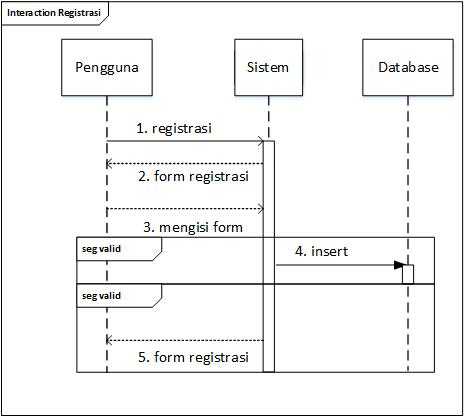 Interaction Registrasi
Pengguna
Sistem
Database
1. registrasi
2. form registrasi
3. mengisi form
seg valid
4. insert
seg valid
5. form registrasi